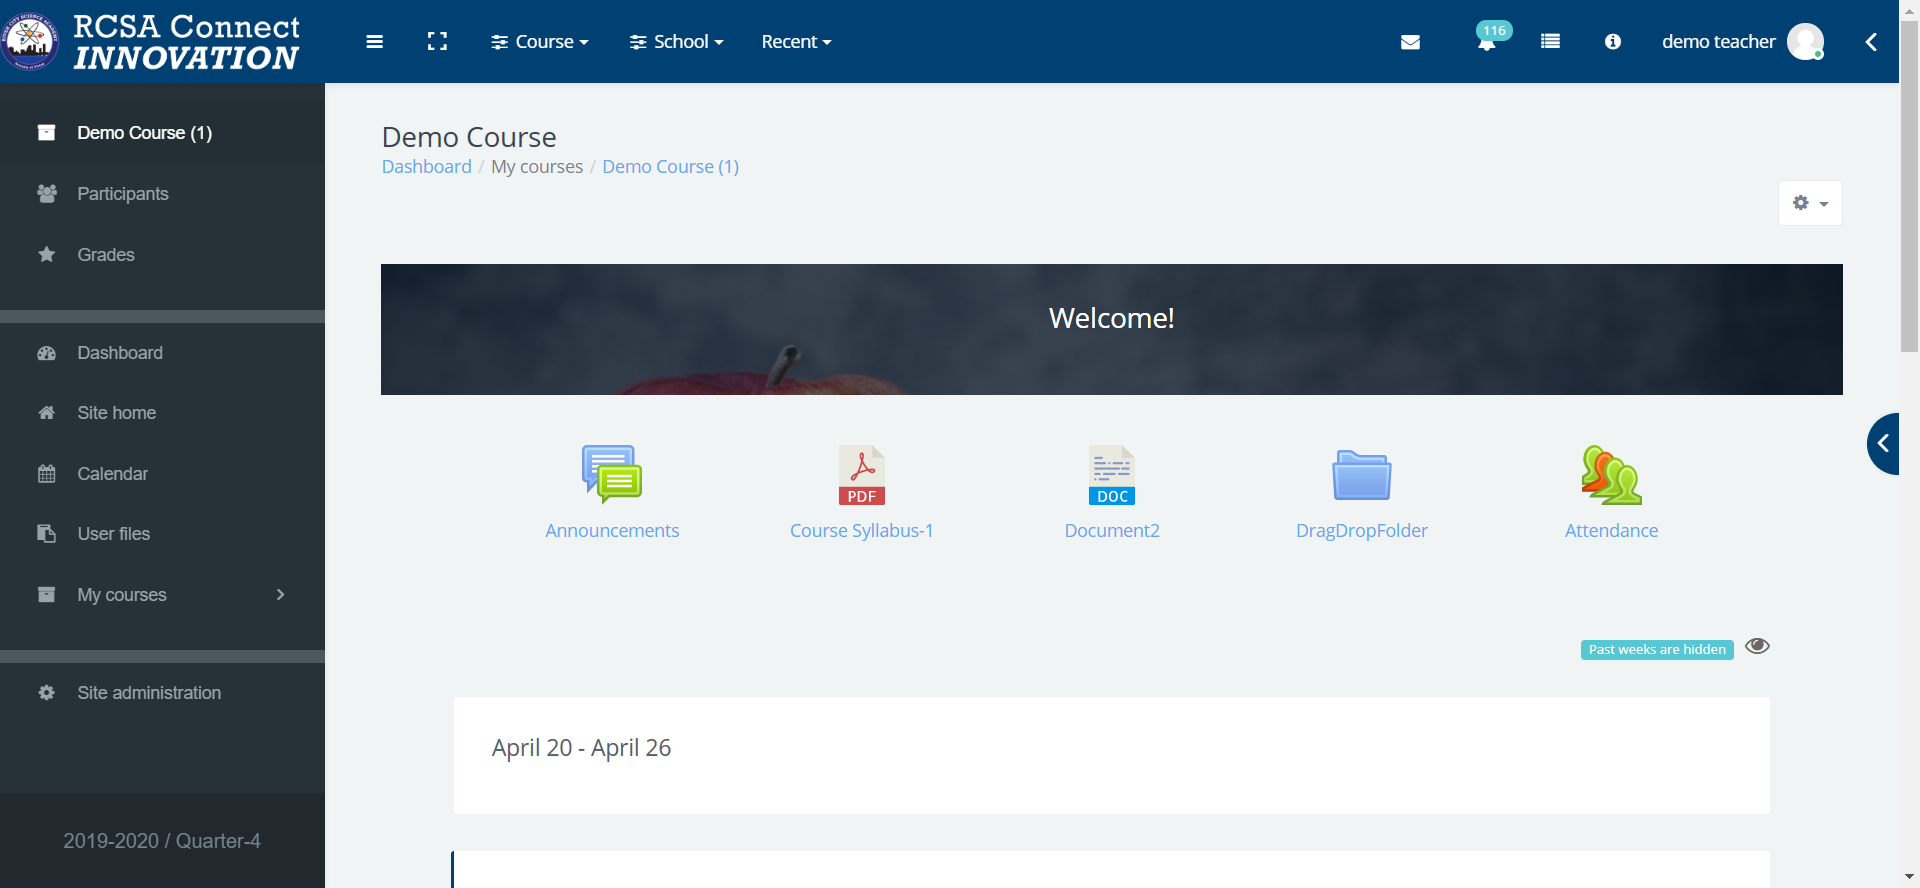 RCSA Connect
INNOVATION
Course
School
Recent
116
demo teacher
Demo Course (1)
Participants
Grades
Dashboard
Site home
Calendar
User files
My courses
Site administration
2019-2020 / Quarter-4
Demo Course
Dashboard / My courses / Demo Course (1)
Welcome!
PDF
DOC
Announcements
Course Syllabus-1
Document2
DragDropFolder
Attendance
Past weeks are hidden
April 20 - April 26